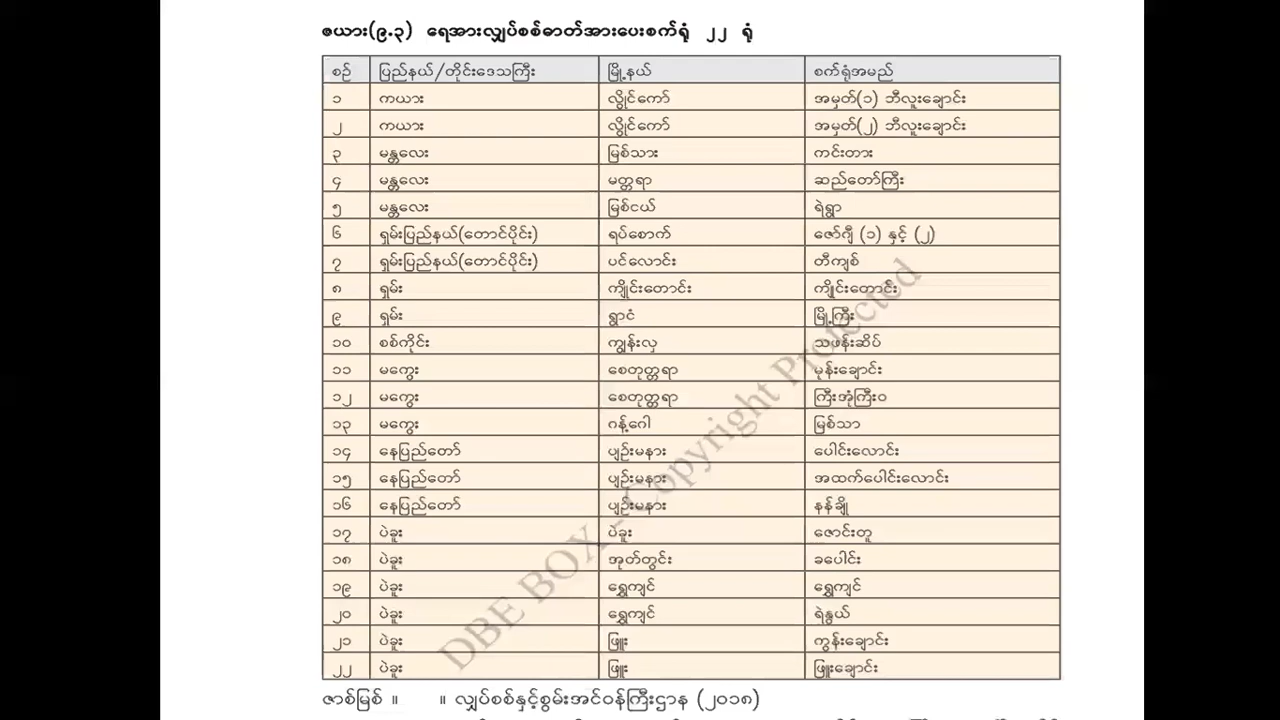 ဇယား(၉.၃) ရေအားလျှပ်စစ်ဓာတ်အားပေးစက်ရုံ ၂၂ ရုံ
စဉ် ပြည်နယ်/တိုင်းဒေသကြီး မြို့နယ် စက်ရုံအမည်
၁ ကယား လွိုင်ကော် အမှတ်(၁) ဘီလူးချောင်း
၂ ကယား လွိုင်ကော် အမှတ်(၂) ဘီလူးချောင်း
၃ မန္တလေး မြစ်သား ကင်းတား
၄ မန္တလေး မတ္တရာ ဆည်တော်ကြီး
၅ မန္တလေး မြစ်ငယ် ရဲရွာ
၆ ရှမ်းပြည်နယ်(တောင်ပိုင်း) ရပ်စောက် ဇော်ဂျီ (၁) နှင့် (၂)
၇ ရှမ်းပြည်နယ်(တောင်ပိုင်း) ပင်လောင်း တီကျစ်
၈ ရှမ်း ကျိုင်းတောင်း ကျိုင်းတောင်း
၉ ရှမ်း ရွာငံ မြို့ကြီး
၁၀ စစ်ကိုင်း ကျွန်းလှ သဖန်းဆိပ်
၁၁ မကွေး စေတုတ္တရာ မုန်းချောင်း
၁၂ မကွေး စေတုတ္တရာ ကြီးအုံကြီးဝ
၁၃ မကွေး ဂန့်ဂေါ မြစ်သာ
၁၄ နေပြည်တော် ပျဉ်းမနား ပေါင်းလောင်း
၁၅ နေပြည်တော် ပျဉ်းမနား အထက်ပေါင်းလောင်း
၁၆ နေပြည်တော် ပျဉ်းမနား နန်ချို
၁၇ ပဲခူး ပဲခူး ဇောင်းတူ
၁၈ ပဲခူး အုတ်တွင်း ခပေါင်း
၁၉ ပဲခူး ရွှေကျင် ရွှေကျင်
၂၀ ပဲခူး ရွှေကျင် ရဲနွယ်
၂၁ ပဲခူး ဖြူး ကွန်းချောင်း
၂၂ ပဲခူး ဖြူး ဖြူးချောင်း
ဇာစ်မြစ် ။ ။ လျှပ်စစ်နှင့်စွမ်းအင်ဝန်ကြီးဌာန (၂၀၁၈)
DBE BOX - Copyright Protected